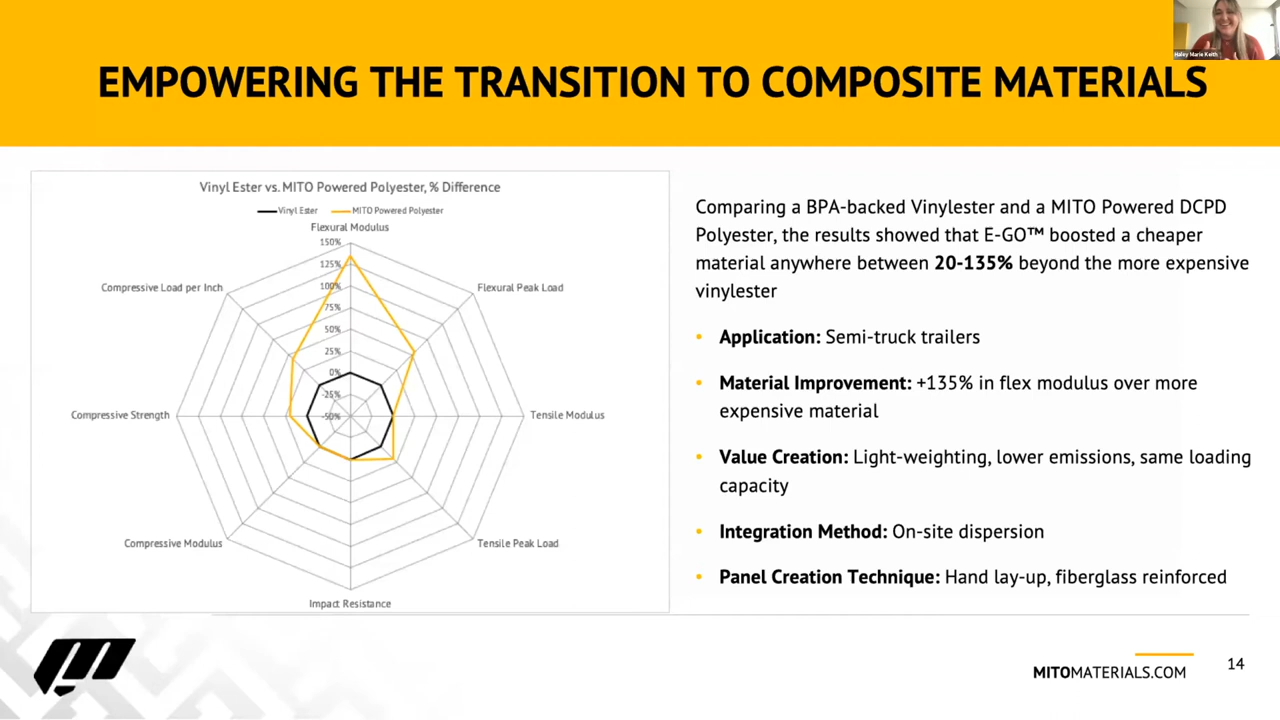 Haley Marie Keith
EMPOWERING THE TRANSITION TO COMPOSITE MATERIALS
Vinyl Ester vs. MITO Powered Polyester, % Difference
Vinyl Ester
MITO Powered Polyester
Flexural Modulus
150%
125%
100%
75%
50%
25%
0%
-25%
-50%
Compressive Load per Inch
Flexural Peak Load
Compressive Strength
Tensile Modulus
Compressive Modulus
Tensile Peak Load
Impact Resistance
Comparing a BPA-backed Vinylester and a MITO Powered DCPD
Polyester, the results showed that E-GO™ boosted a cheaper
material anywhere between 20-135% beyond the more expensive
vinylester
• Application: Semi-truck trailers
• Material Improvement: +135% in flex modulus over more
expensive material
• Value Creation: Light-weighting, lower emissions, same loading
capacity
• Integration Method: On-site dispersion
• Panel Creation Technique: Hand lay-up, fiberglass reinforced
MITOMATERIALS.COM
14